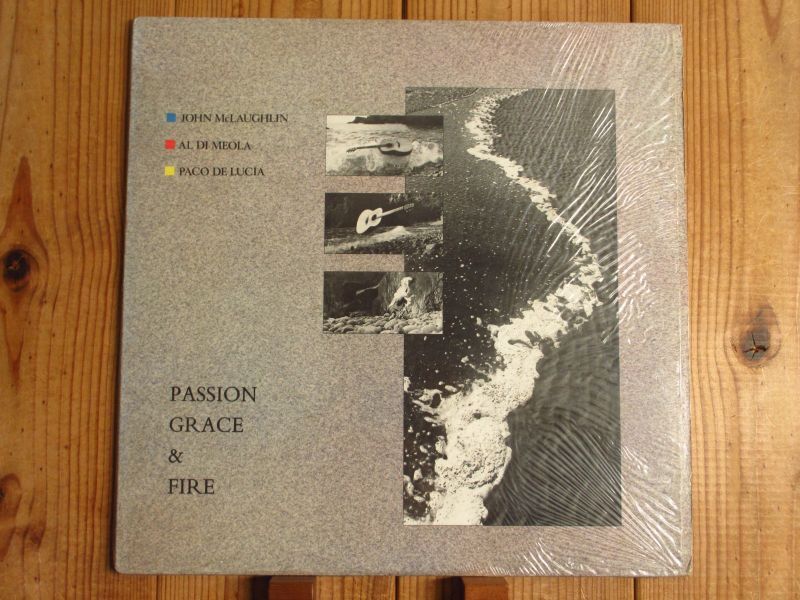 JOHN McLAUGHLIN
AL DI MEOLA
PACO DE LUCIA
PASSION
GRACE
&
FIRE